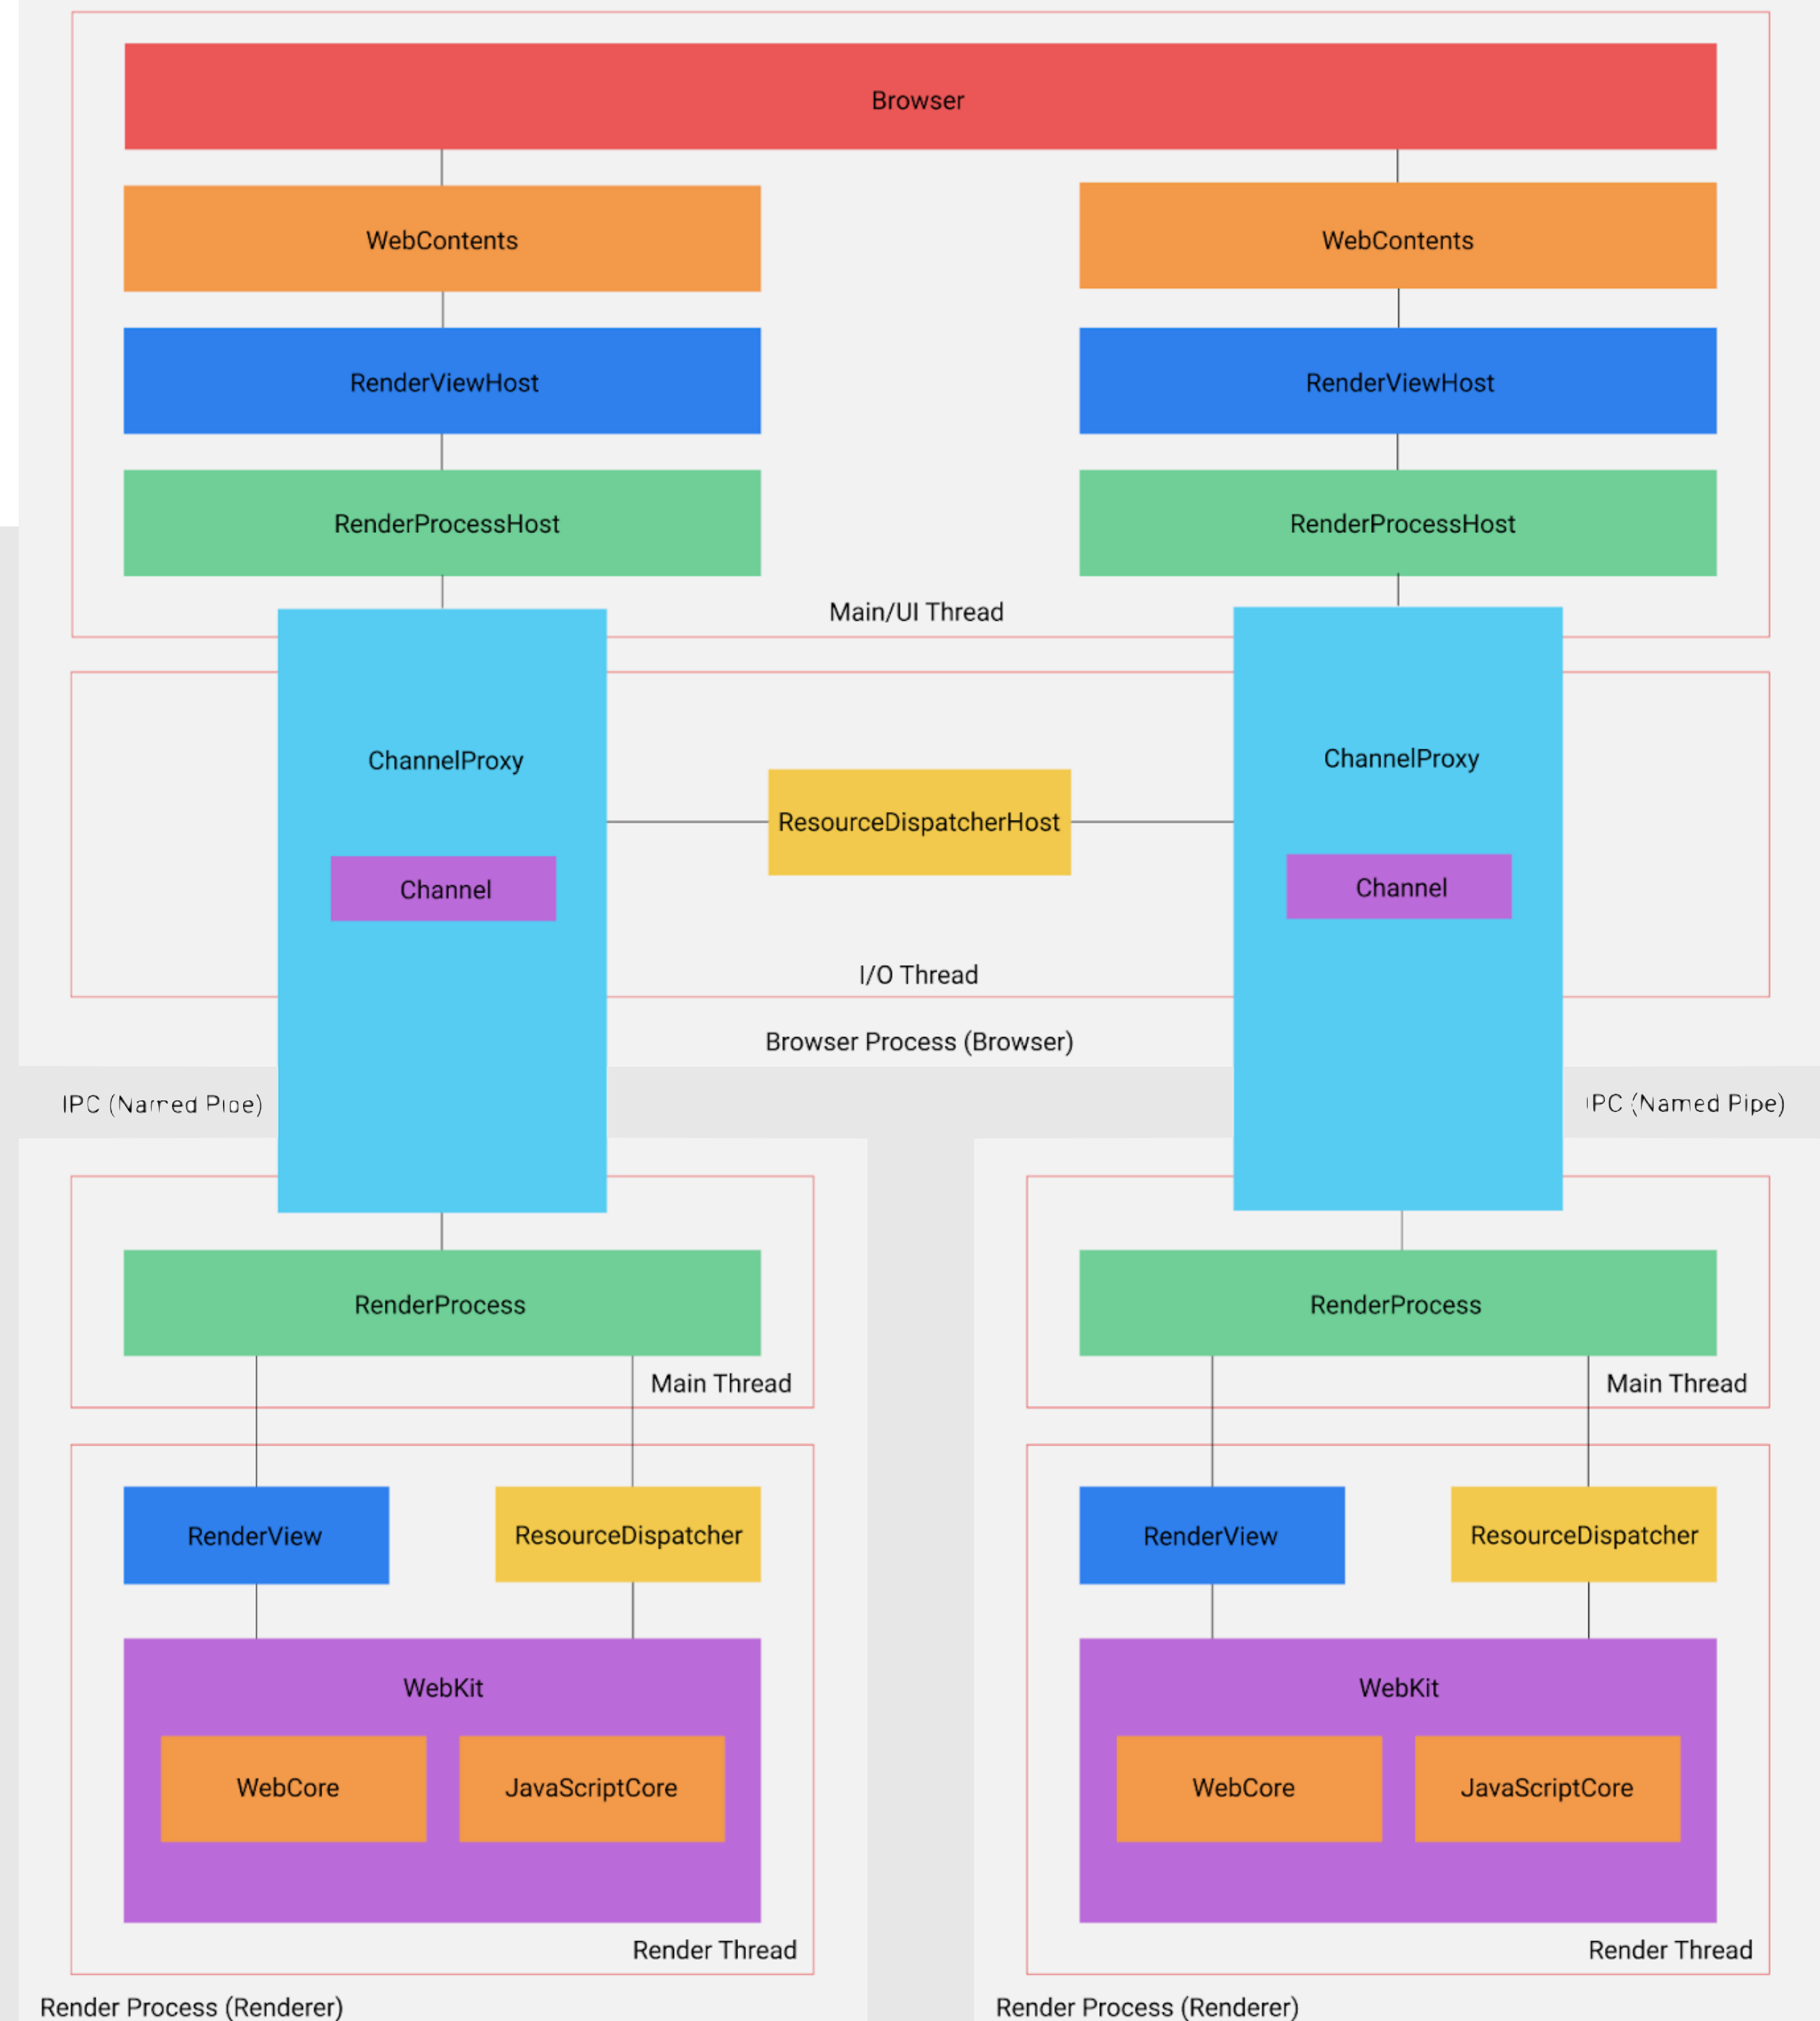 Browser
WebContents
WebContents
RenderViewHost
RenderViewHost
RenderProcessHost
RenderProcessHost
Main/UI Thread
ChannelProxy
ChannelProxy
ResourceDispatcherHost
Channel
Channel
I/O Thread
Browser Process (Browser)
IPC (Named Pipe)
IPC (Named Pipe)
RenderProcess
RenderProcess
Main Thread
Main Thread
RenderView
ResourceDispatcher
RenderView
ResourceDispatcher
WebKit
WebKit
WebCore
JavaScriptCore
WebCore
JavaScriptCore
Render Thread
Render Thread
Render Process (Renderer)
Render Process (Renderer)